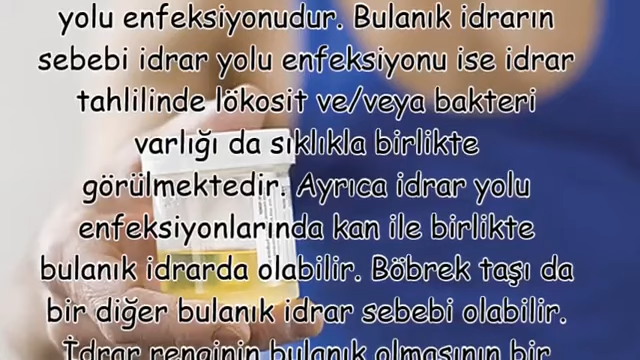 yolu enfeksiyonudur. Bulanık idrarın
sebebi idrar yolu enfeksiyonu ise idrar
tahlilinde lökosit ve/veya bakteri
varlığı da sıklıkla birlikte
görülmektedir. Ayrıca idrar yolu
enfeksiyonlarında kan ile birlikte
bulanık idrarda olabilir. Böbrek taşı da
bir diğer bulanık idrar sebebi olabilir.
İdrar renginin bulanık olmasının bir